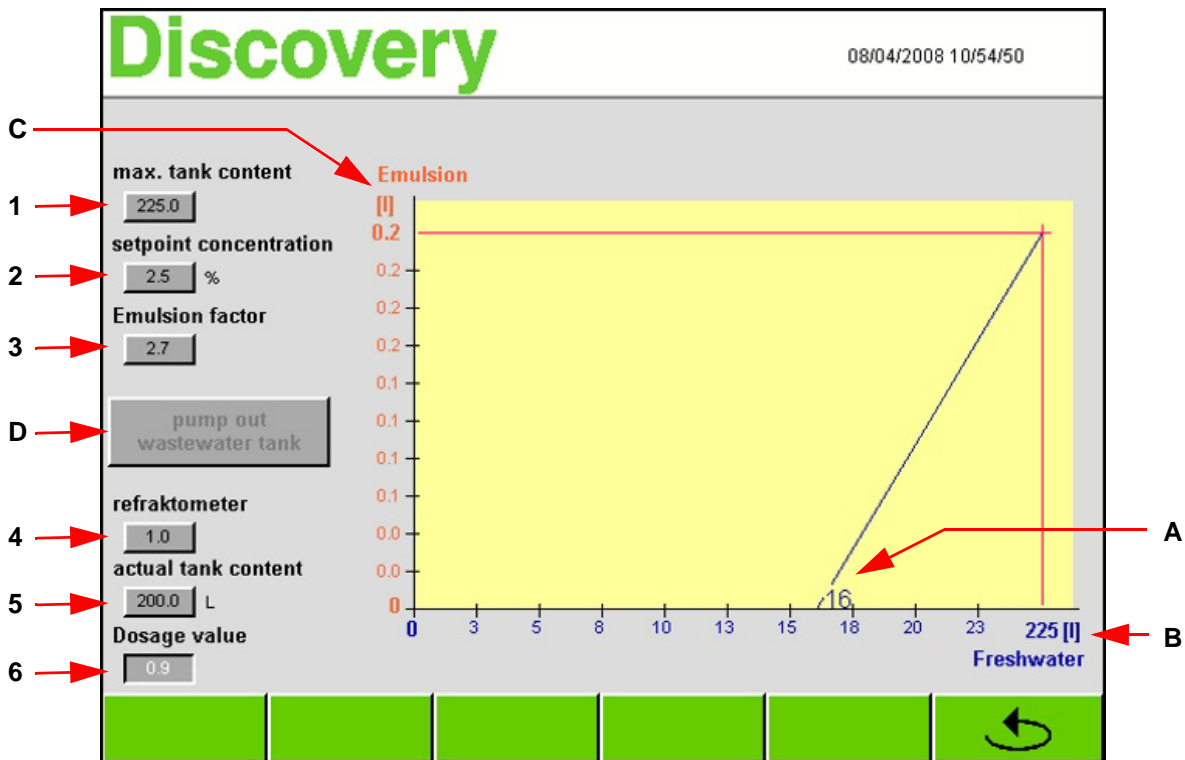 Discovery
08/04/2008 10/54/50
C
max. tank content
1
225.0
setpoint concentration
2
2.5 %
Emulsion factor
3
2.7
D
pump out
wastewater tank
refraktometer
4
1.0
actual tank content
5
200.0 L
Dosage value
6
0.9
Emulsion
[l]
0.2
0.2
0.2
0.2
0.1
0.1
0.1
0.1
0.0
0.0
0
16
A
0 3 5 8 10 13 15 18 20 23 225 [l]
B
Freshwater